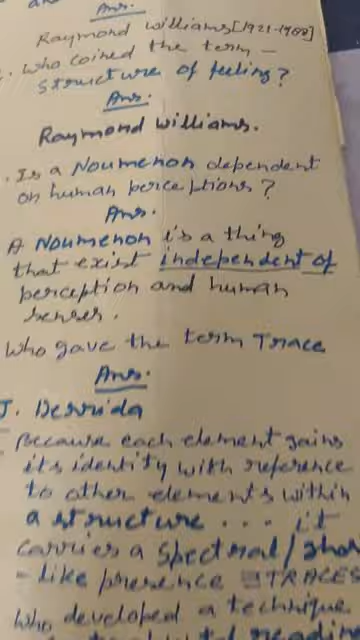 Ans.
Raymond williams [1921-1988]
. Who coined the term –
structure of feeling?
Ans.
Raymond williams.
. Is a Noumenon dependent
on human perceptions?
Ans.
A Noumenon is a thing
that exist independent of
perception and human
senses.
Who gave the term Trace
Ans.
J. Derrida
Because each element gains
its identity with reference
to other elements within
a structure ... it
carries a spectral/
-like presence ⇒ TRACES
Who developed a technique